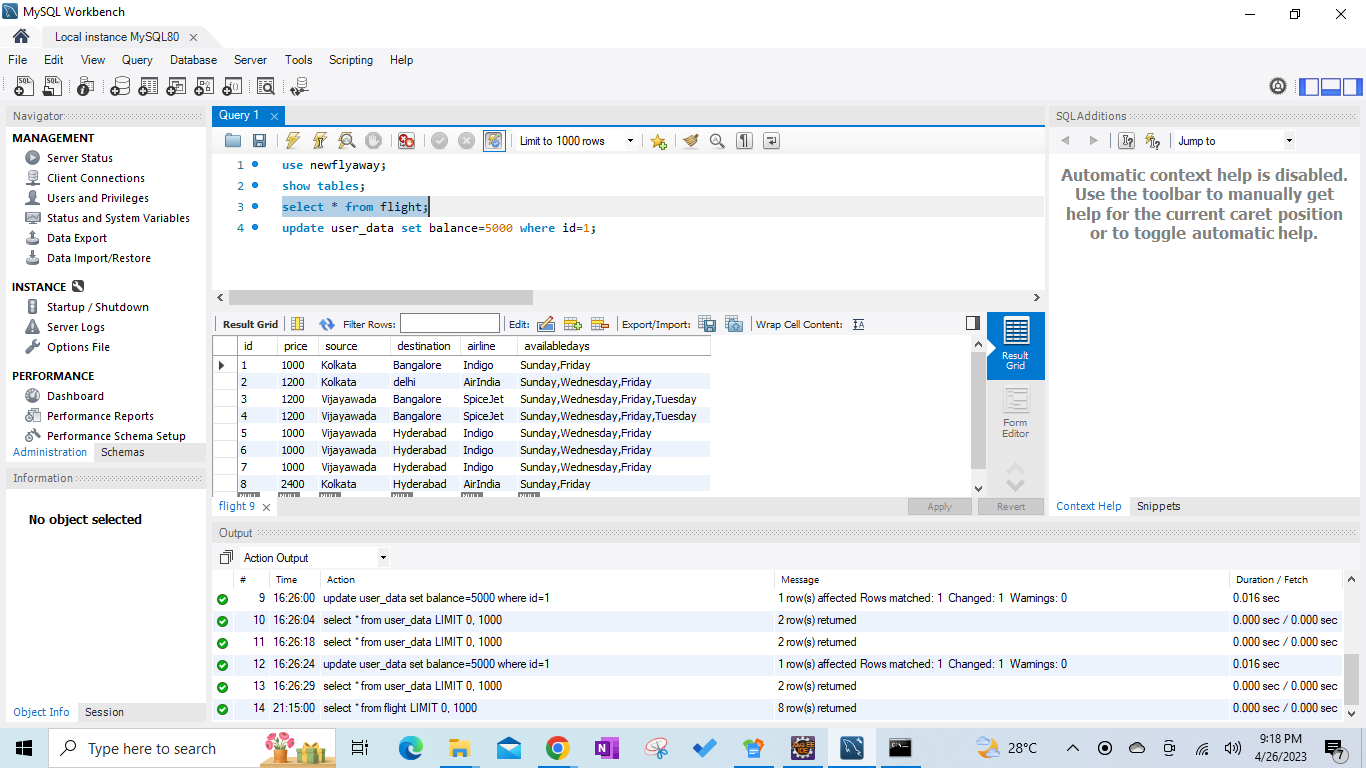 MySQL Workbench
Local instance MySQL80
File Edit View Query Database Server Tools Scripting Help
Navigator
MANAGEMENT
Server Status
Client Connections
Users and Privileges
Status and System Variables
Data Export
Data Import/Restore
INSTANCE
Startup / Shutdown
Server Logs
Options File
PERFORMANCE
Dashboard
Performance Reports
Performance Schema Setup
Administration Schemas
Information
No object selected
Object Info Session
Query 1
Limit to 1000 rows
1 use newflyaway;
2 show tables;
3 select * from flight;
4 update user_data set balance=5000 where id=1;
Result Grid Filter Rows: Edit: Export/Import: Wrap Cell Content:
id price source destination airline availabledays
1 1000 Kolkata Bangalore Indigo Sunday,Friday
2 1200 Kolkata delhi AirIndia Sunday,Wednesday,Friday
3 1200 Vijayawada Bangalore SpiceJet Sunday,Wednesday,Friday,Tuesday
4 1200 Vijayawada Bangalore SpiceJet Sunday,Wednesday,Friday,Tuesday
5 1000 Vijayawada Hyderabad Indigo Sunday,Wednesday,Friday
6 1000 Vijayawada Hyderabad Indigo Sunday,Wednesday,Friday
7 1000 Vijayawada Hyderabad Indigo Sunday,Wednesday,Friday
8 2400 Kolkata Hyderabad AirIndia Sunday,Friday
Result
Grid
Form
Editor
flight 9
Apply Revert
SQLAdditions
Jump to
Automatic context help is disabled.
Use the toolbar to manually get
help for the current caret position
or to toggle automatic help.
Context Help Snippets
Output
Action Output
# Time Action Message Duration / Fetch
9 16:26:00 update user_data set balance=5000 where id=1 1 row(s) affected Rows matched: 1 Changed: 1 Warnings: 0 0.016 sec
10 16:26:04 select * from user_data LIMIT 0, 1000 2 row(s) returned 0.000 sec / 0.000 sec
11 16:26:18 select * from user_data LIMIT 0, 1000 2 row(s) returned 0.000 sec / 0.000 sec
12 16:26:24 update user_data set balance=5000 where id=1 1 row(s) affected Rows matched: 1 Changed: 1 Warnings: 0 0.016 sec
13 16:26:29 select * from user_data LIMIT 0, 1000 2 row(s) returned 0.000 sec / 0.000 sec
14 21:15:00 select * from flight LIMIT 0, 1000 8 row(s) returned 0.000 sec / 0.000 sec
Type here to search
28°C
9:18 PM
4/26/2023
7